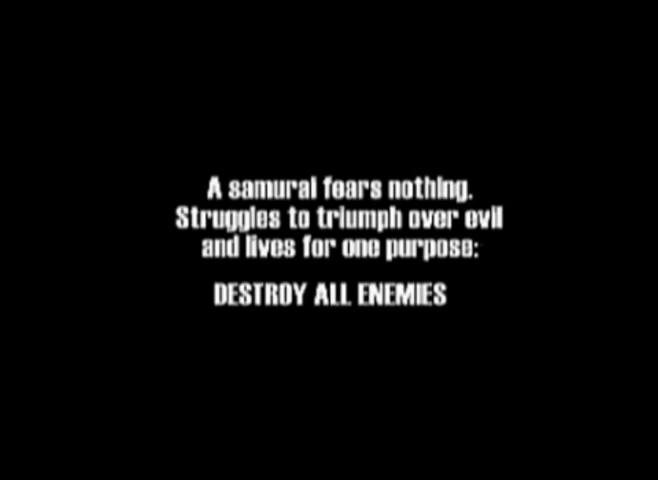 A samurai fears nothing.
Struggles to triumph over evil
and lives for one purpose:
DESTROY ALL ENEMIES